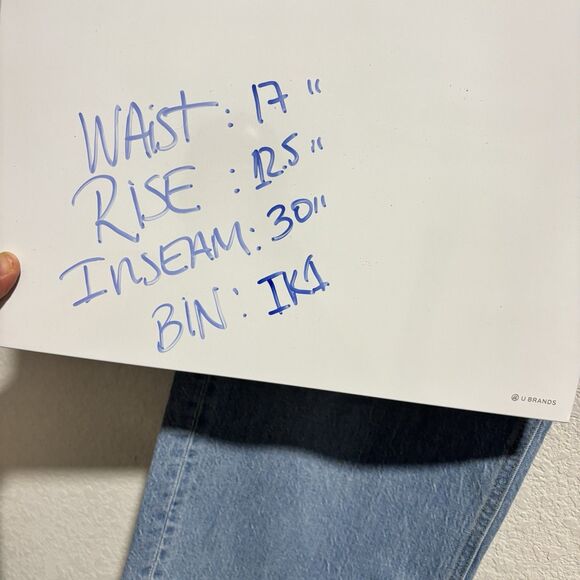 WAiST: 17"
RiSE: 12.5"
INSEAM: 30"
BIN: IK1
U BRANDS